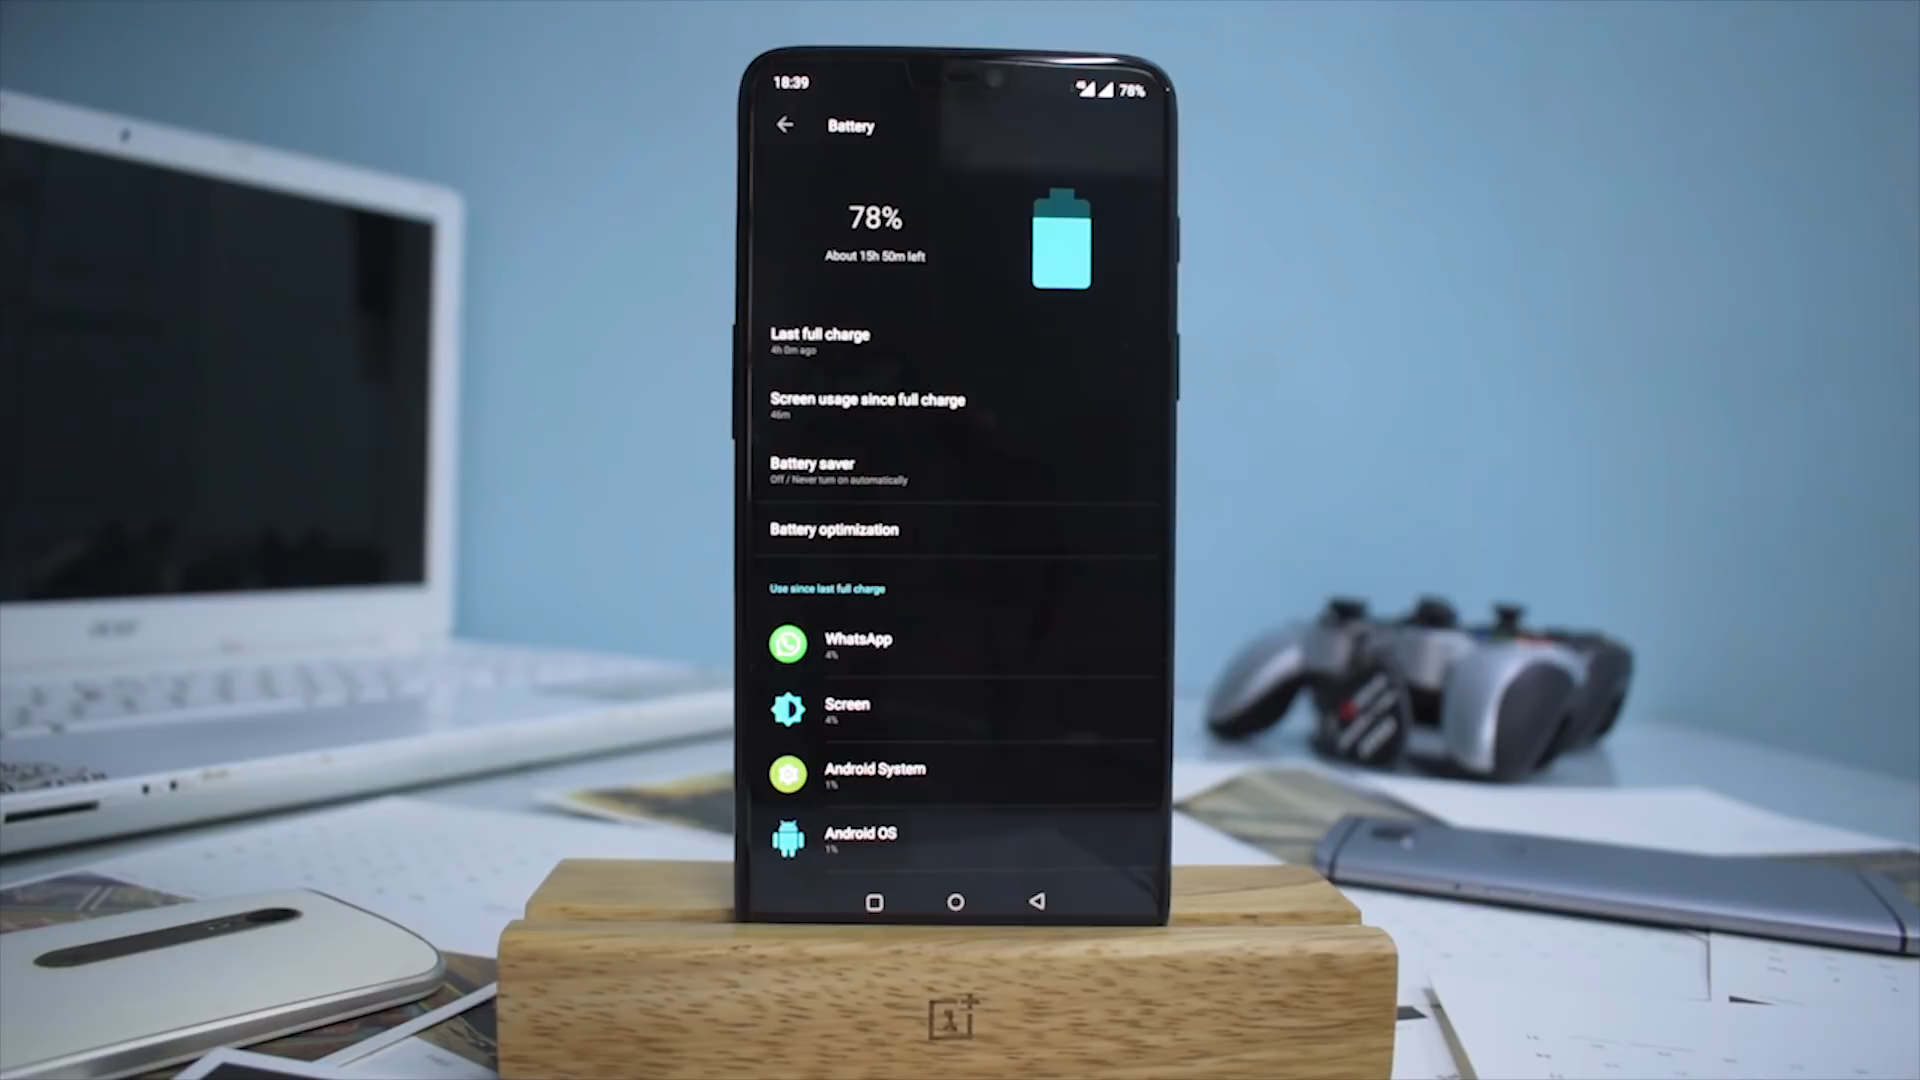 18:39
4G 78%
Battery
78%
About 15h 50m left
Last full charge
4h 0m ago
Screen usage since full charge
46m
Battery saver
Off / Never turn on automatically
Battery optimization
Use since last full charge
WhatsApp
4%
Screen
4%
Android System
1%
Android OS
1%
acer